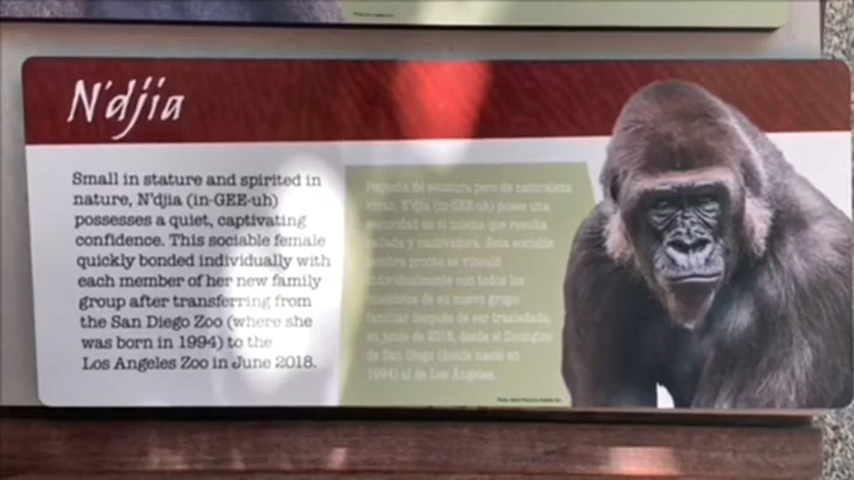 N'djia
Small in stature and spirited in
nature, N'djia (in-GEE-uh)
possesses a quiet, captivating
confidence. This sociable female
quickly bonded individually with
each member of her new family
group after transferring from
the San Diego Zoo (where she
was born in 1994) to the
Los Angeles Zoo in June 2018.
Pequeña de estatura pero de naturaleza
vivaz, N'djia (in-GEE-uh) posee una
seguridad en sí misma que resulta
callada y cautivadora. Esta sociable
hembra pronto se vinculó
individualmente con todos los
miembros de su nuevo grupo
familiar después de ser trasladada,
en junio de 2018, desde el Zoológico
de San Diego (donde nació en
1994) al de Los Ángeles.